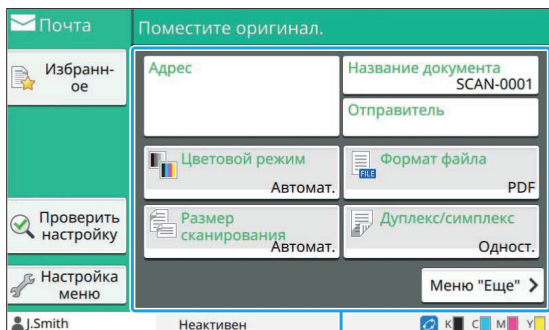 Почта
Поместите оригинал.
Избранн-
ое
Адрес
Название документа
SCAN-0001
Отправитель
Цветовой режим
Автомат.
FILE
Формат файла
PDF
Проверить
настройку
Размер
сканирования
Автомат.
Дуплекс/симплекс
Одност.
Настройка
меню
Меню "Еще"
J.Smith
Неактивен
K C M Y